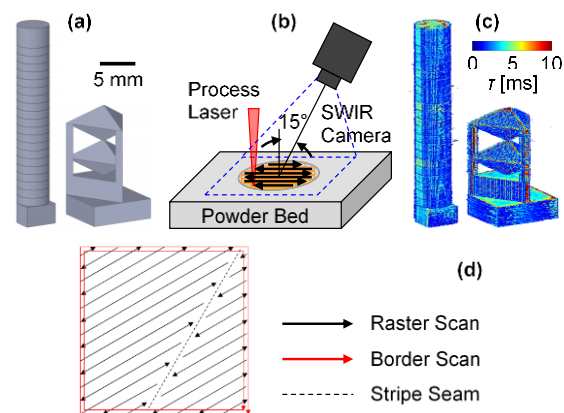 (a)
5 mm
(b)
Process
Laser
15°
SWIR
Camera
Powder Bed
(c)
0 5 10
τ [ms]
(d)
Raster Scan
Border Scan
Stripe Seam